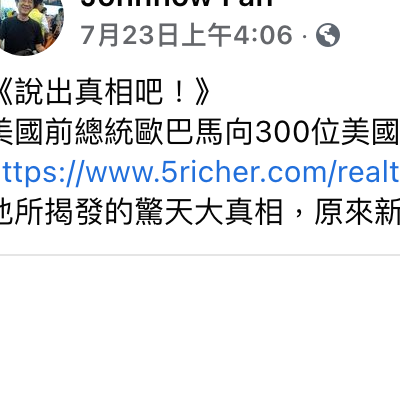 7月23日上午4:06 ·
《說出真相吧！》
美國前總統歐巴馬向300位美國
ttps://www.5richer.com/realt
他所揭發的驚天大真相，原來新